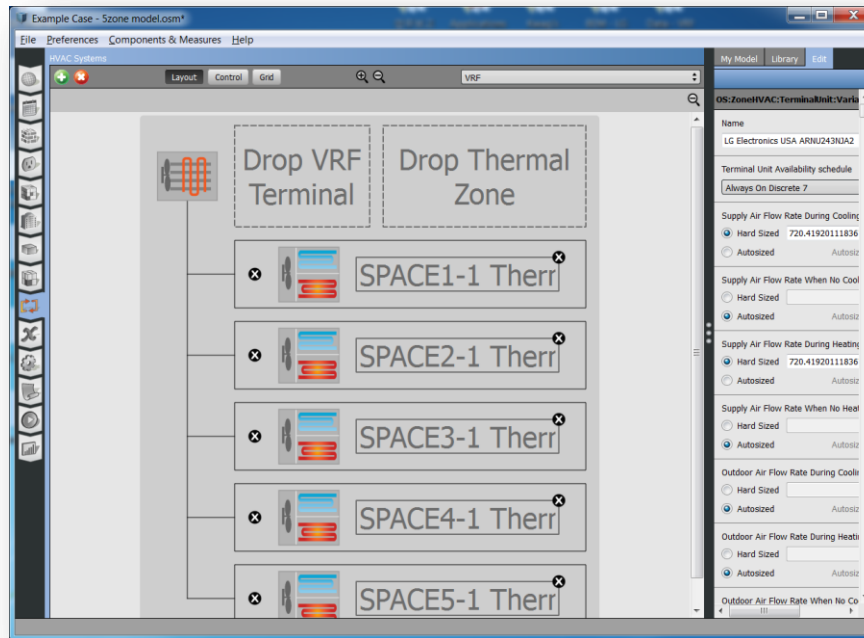 Example Case - 5zone model.osm*
File Preferences Components & Measures Help
HVAC Systems
My Model Library Edit
Layout Control Grid
VRF
OS:ZoneHVAC:TerminalUnit:Varia
Name
LG Electronics USA ARNU243NJA2
Terminal Unit Availability schedule
Always On Discrete 7
Supply Air Flow Rate During Cooling
Hard Sized 720.41920111836
Autosized Autosiz
Supply Air Flow Rate When No Cool
Hard Sized
Autosized Autosiz
Supply Air Flow Rate During Heating
Hard Sized 720.41920111836
Autosized Autosiz
Supply Air Flow Rate When No Heat
Hard Sized
Autosized Autosiz
Outdoor Air Flow Rate During Coolin
Hard Sized
Autosized Autosiz
Outdoor Air Flow Rate During Heatin
Hard Sized
Autosized Autosiz
Outdoor Air Flow Rate When No Co
Drop VRF
Terminal
Drop Thermal
Zone
SPACE1-1 Therr
SPACE2-1 Therr
SPACE3-1 Therr
SPACE4-1 Therr
SPACE5-1 Therr